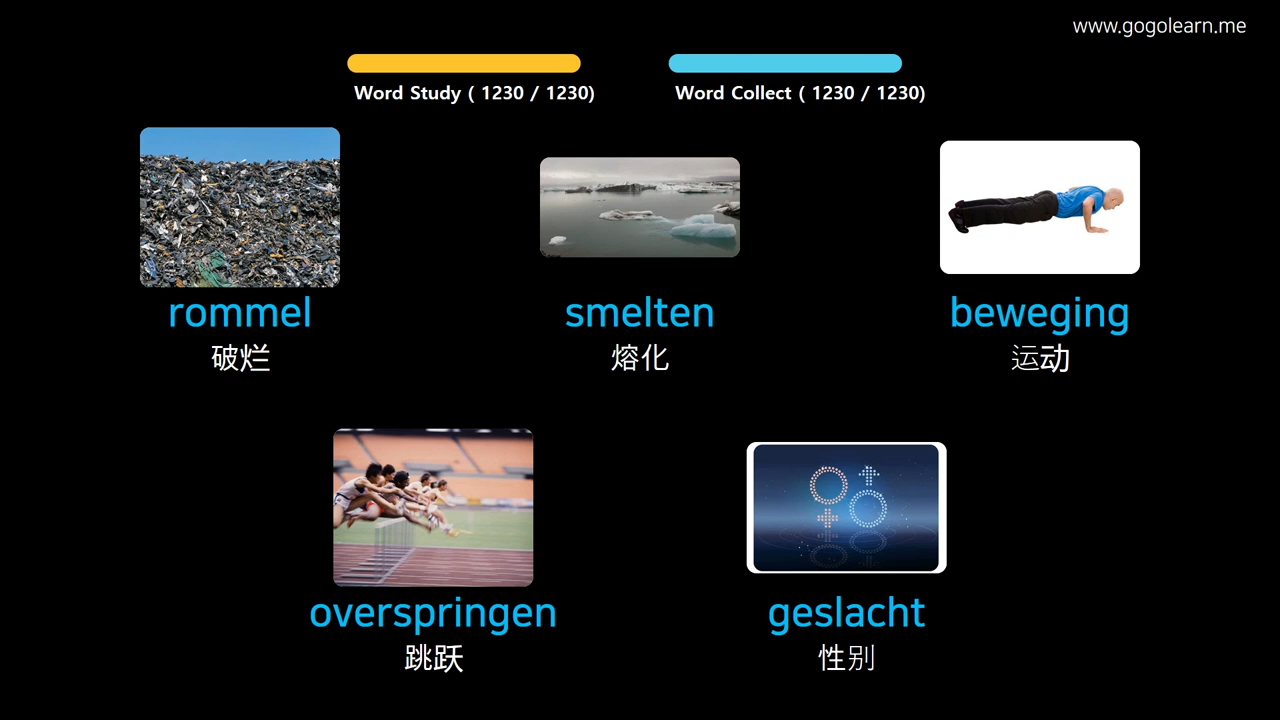 www.gogolearn.me
Word Study ( 1230 / 1230)
Word Collect ( 1230 / 1230)
rommel
破烂
smelten
熔化
beweging
运动
overspringen
跳跃
geslacht
性别